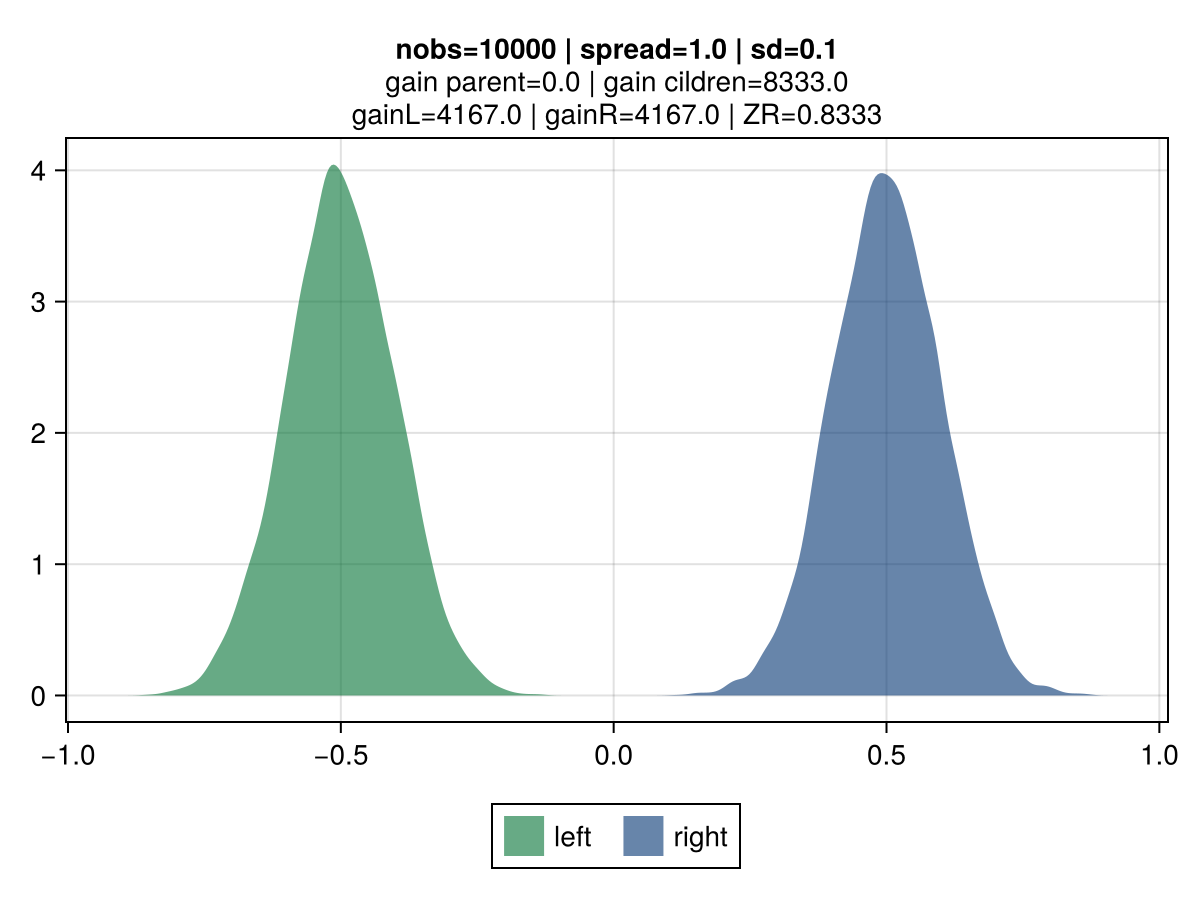 nobs=10000 | spread=1.0 | sd=0.1
gain parent=0.0 | gain cildren=8333.0
gainL=4167.0 | gainR=4167.0 | ZR=0.8333
4
3
2
1
0
−1.0 −0.5 0.0 0.5 1.0
left right